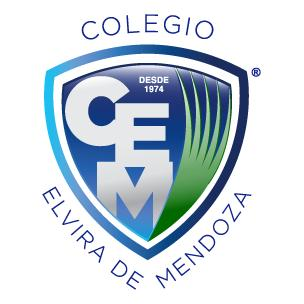 COLEGIO
®
DESDE
1974
CEM
ELVIRA DE MENDOZA